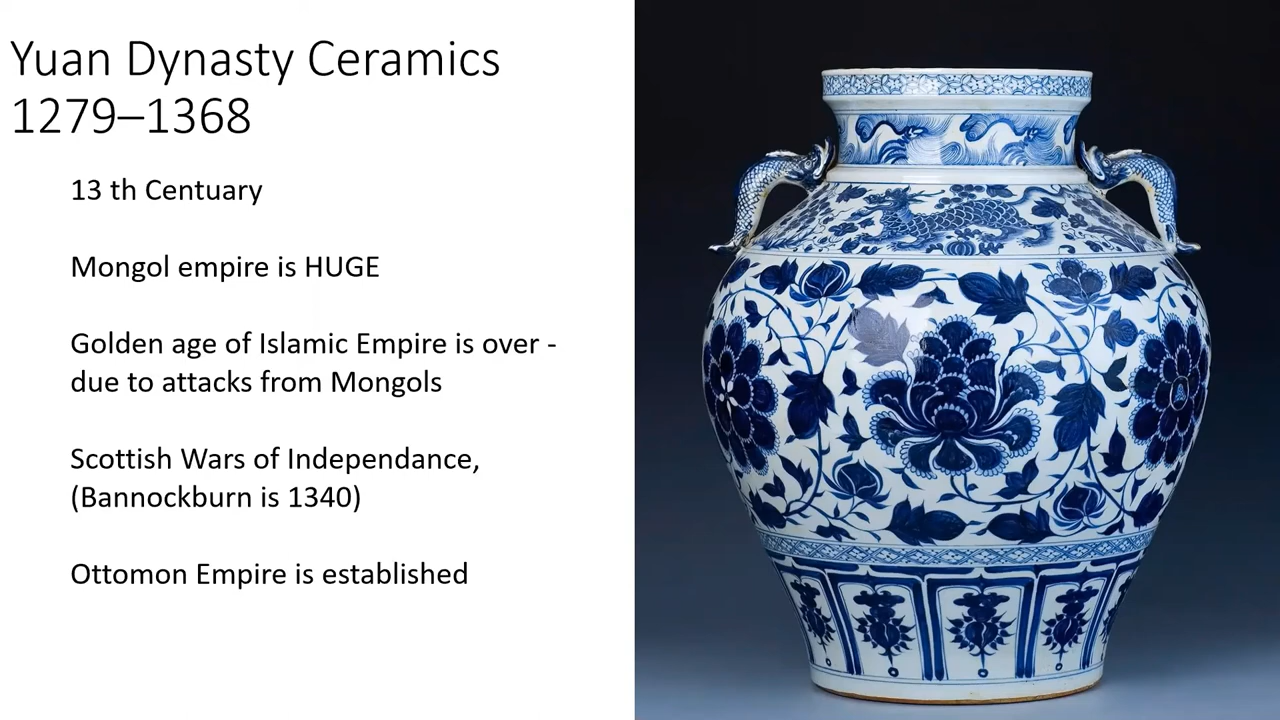 Yuan Dynasty Ceramics
1279–1368
13 th Centuary
Mongol empire is HUGE
Golden age of Islamic Empire is over -
due to attacks from Mongols
Scottish Wars of Independance,
(Bannockburn is 1340)
Ottomon Empire is established